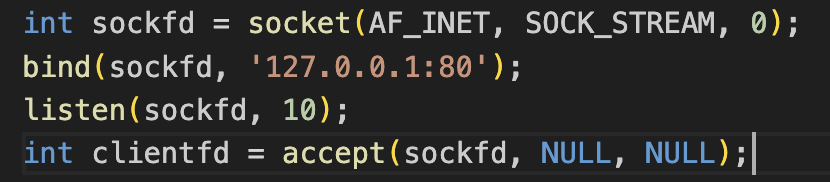 int sockfd = socket(AF_INET, SOCK_STREAM, 0);
bind(sockfd, '127.0.0.1:80');
listen(sockfd, 10);
int clientfd = accept(sockfd, NULL, NULL);